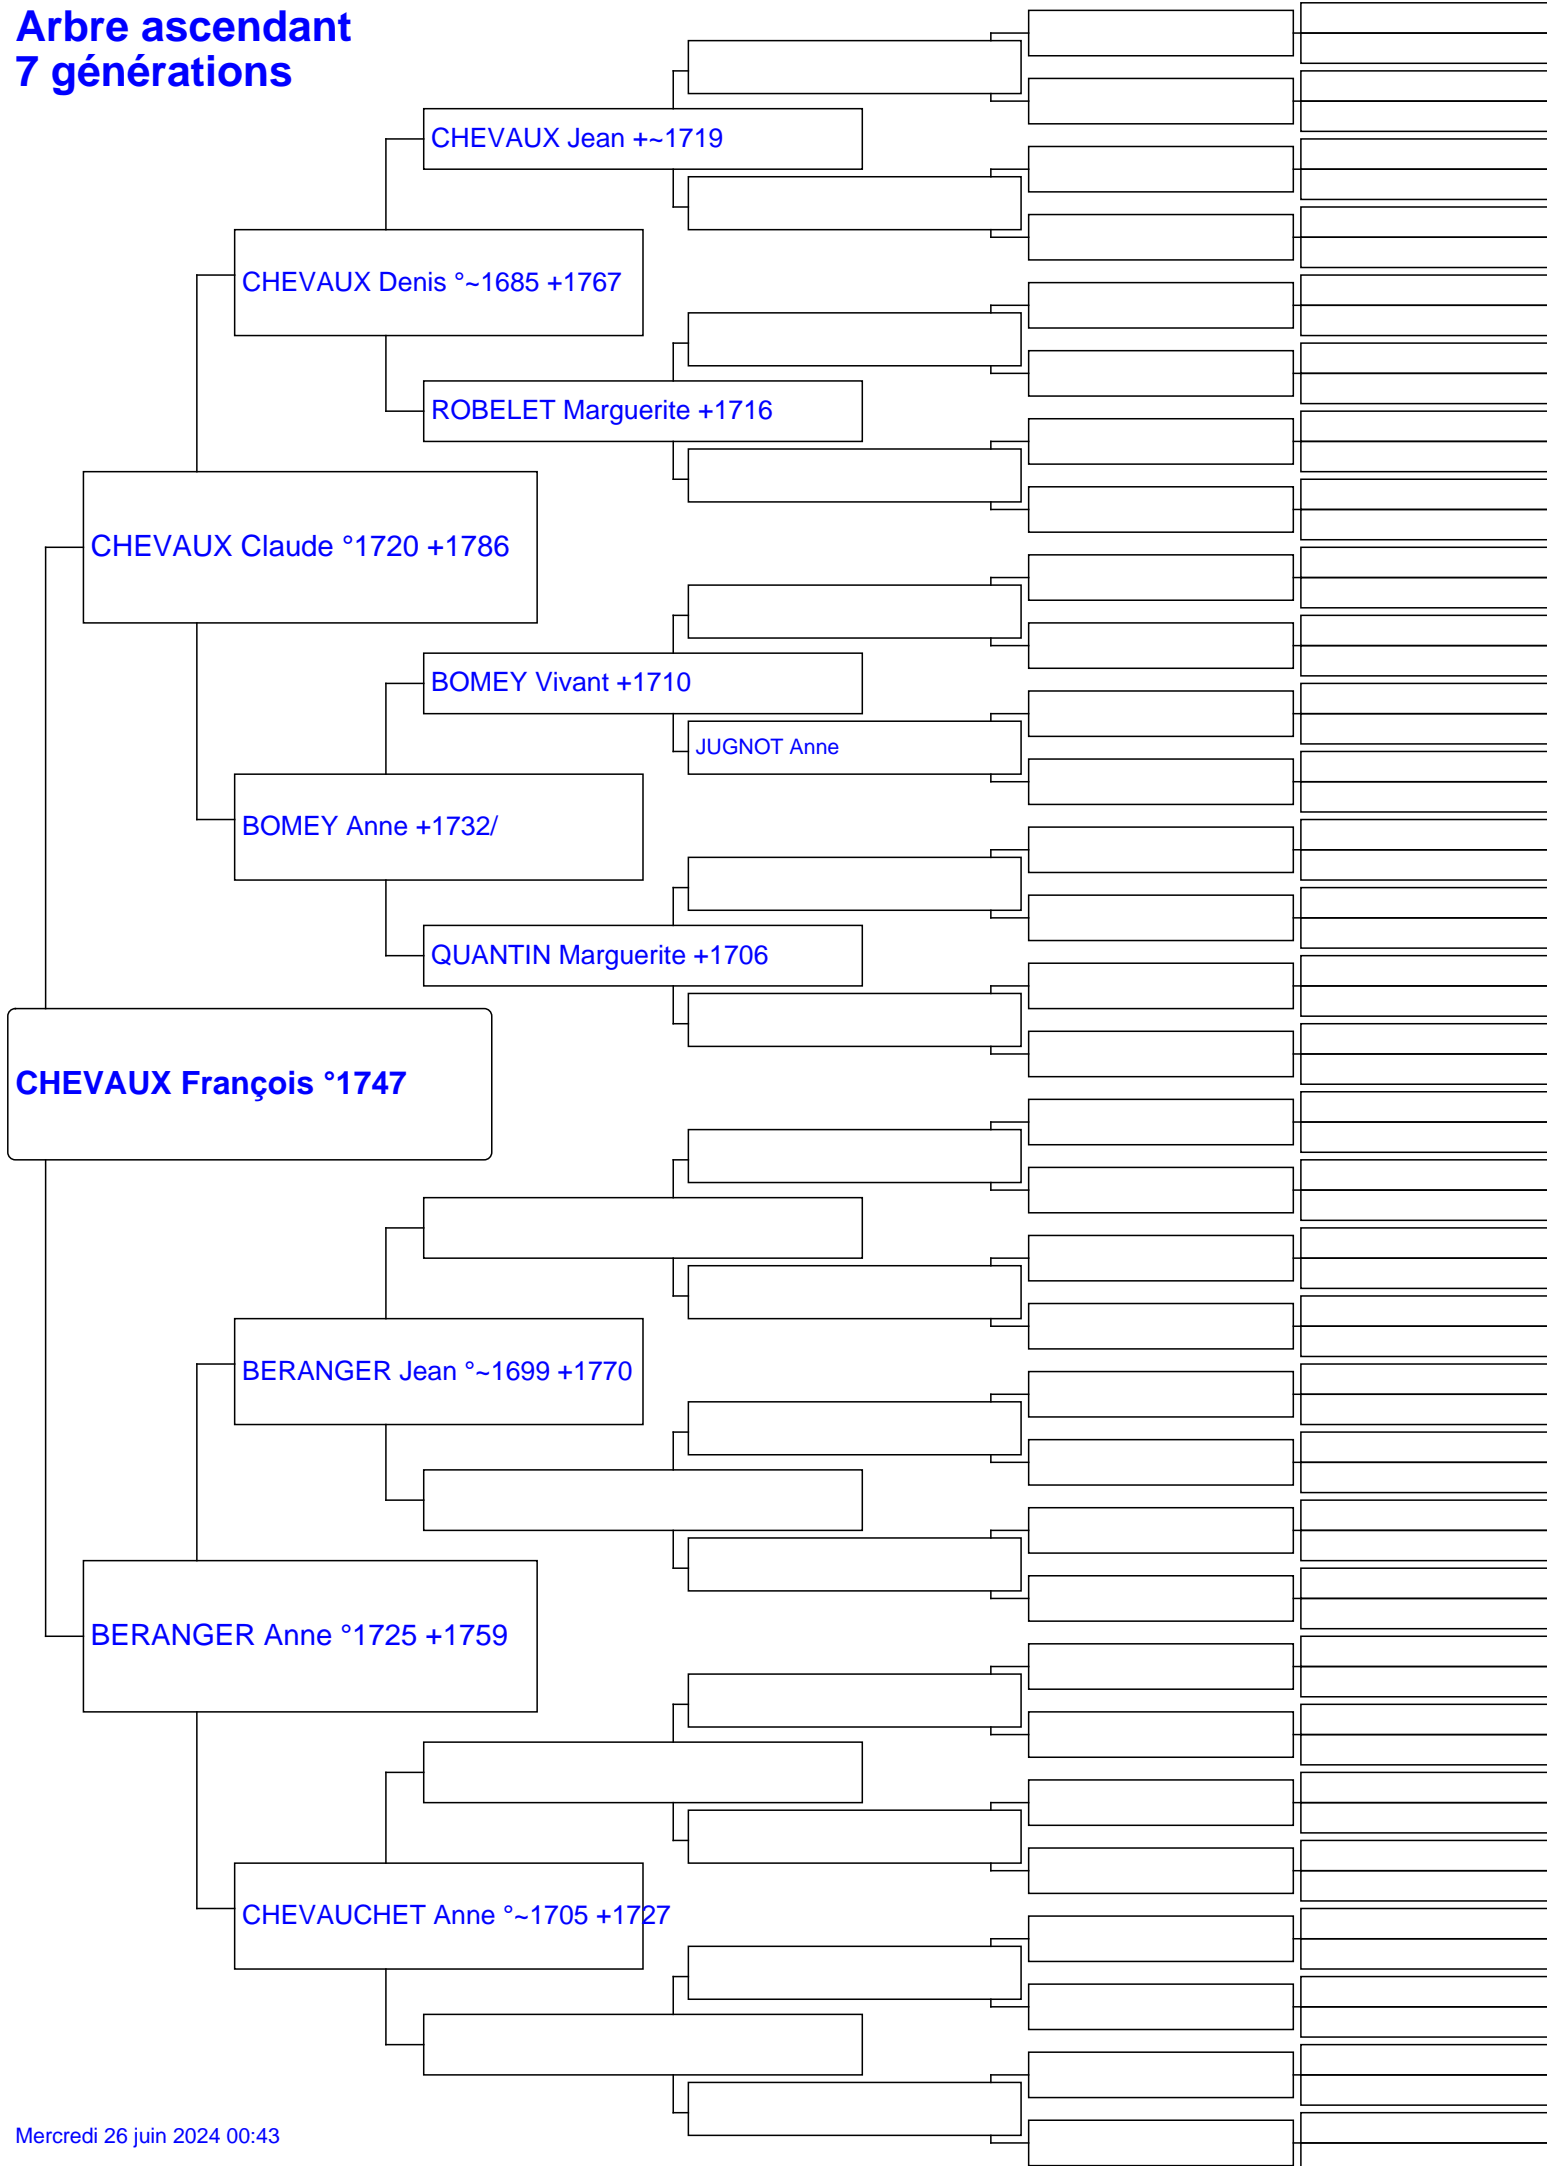 Arbre ascendant
7 générations
CHEVAUX Jean +~1719
CHEVAUX Denis °~1685 +1767
ROBELET Marguerite +1716
CHEVAUX Claude °1720 +1786
BOMEY Vivant +1710
JUGNOT Anne
BOMEY Anne +1732/
QUANTIN Marguerite +1706
CHEVAUX François °1747
BERANGER Jean °~1699 +1770
BERANGER Anne °1725 +1759
CHEVAUCHET Anne °~1705 +1727
Mercredi 26 juin 2024 00:43